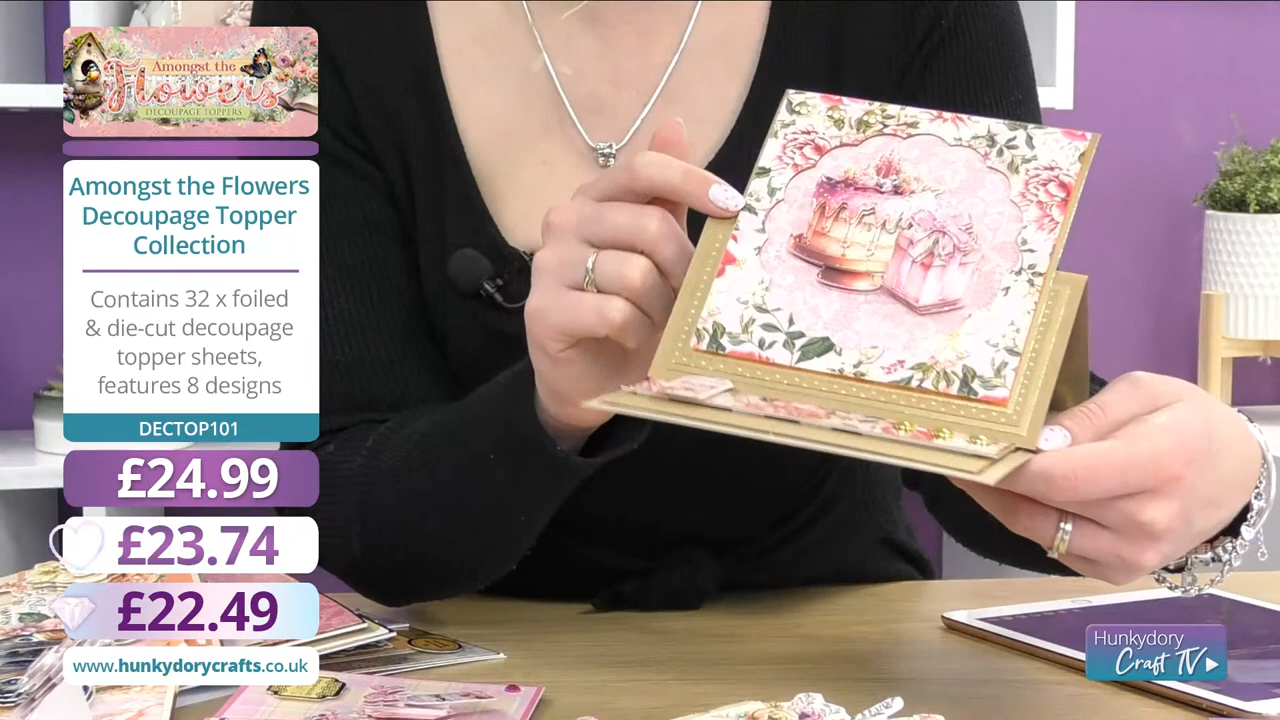 Amongst the
Flowers
DECOUPAGE TOPPERS
Amongst the Flowers
Decoupage Topper
Collection
Contains 32 x foiled
& die-cut decoupage
topper sheets,
features 8 designs
DECTOP101
£24.99
£23.74
£22.49
www.hunkydorycrafts.co.uk
Hunkydory
Craft TV